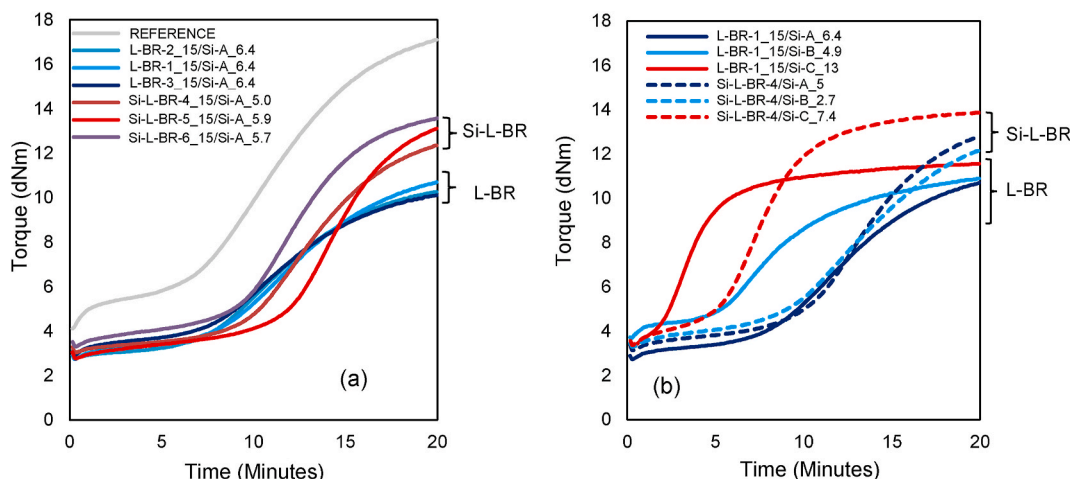 18
16
14
12
10
8
6
4
2
0
Torque (dNm)
REFERENCE
L-BR-2_15/Si-A_6.4
L-BR-1_15/Si-A_6.4
L-BR-3_15/Si-A_6.4
Si-L-BR-4_15/Si-A_5.0
Si-L-BR-5_15/Si-A_5.9
Si-L-BR-6_15/Si-A_5.7
Si-L-BR
L-BR
(a)
0 5 10 15 20
Time (Minutes)
18
16
14
12
10
8
6
4
2
0
Torque (dNm)
L-BR-1_15/Si-A_6.4
L-BR-1_15/Si-B_4.9
L-BR-1_15/Si-C_13
Si-L-BR-4/Si-A_5
Si-L-BR-4/Si-B_2.7
Si-L-BR-4/Si-C_7.4
Si-L-BR
L-BR
(b)
0 5 10 15 20
Time (Minutes)